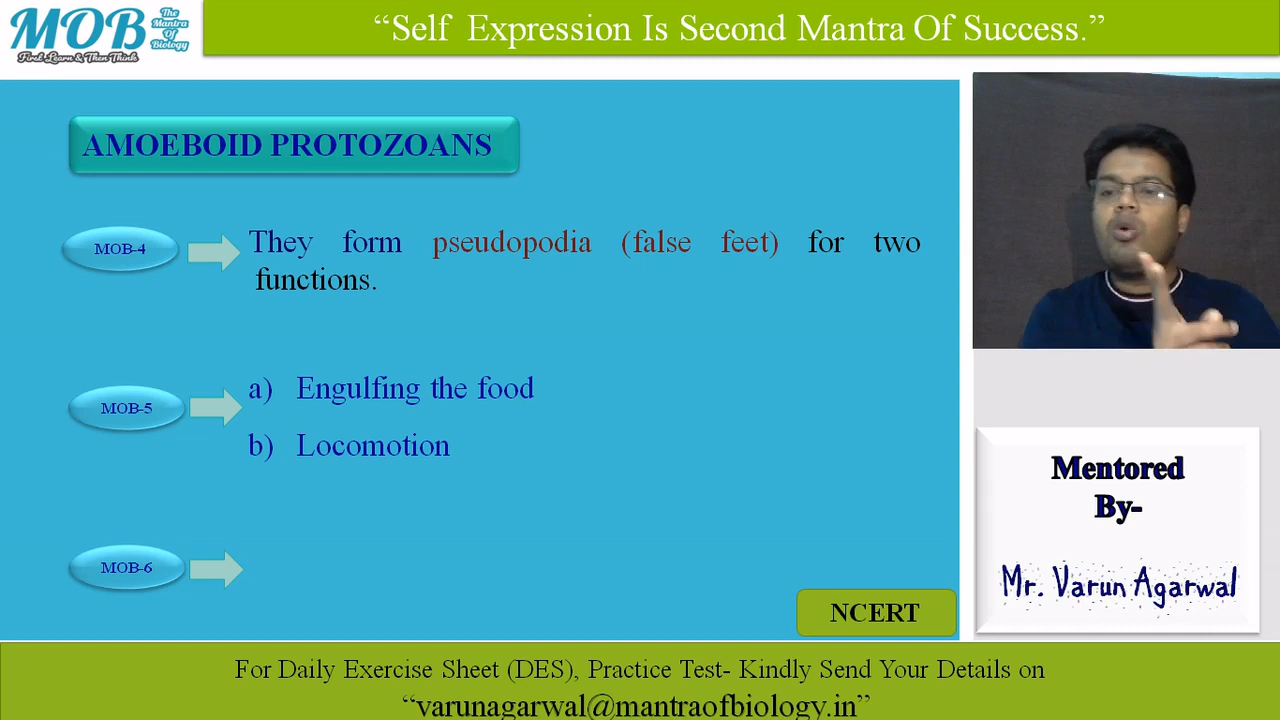 MOB
The
Mantra
Of
Biology
First Learn & Then Think
“Self Expression Is Second Mantra Of Success.”
AMOEBOID PROTOZOANS
MOB-4
They form pseudopodia (false feet) for two
functions.
MOB-5
a) Engulfing the food
b) Locomotion
MOB-6
NCERT
Mentored
By-
Mr. Varun Agarwal
For Daily Exercise Sheet (DES), Practice Test- Kindly Send Your Details on
“varunagarwal@mantraofbiology.in”